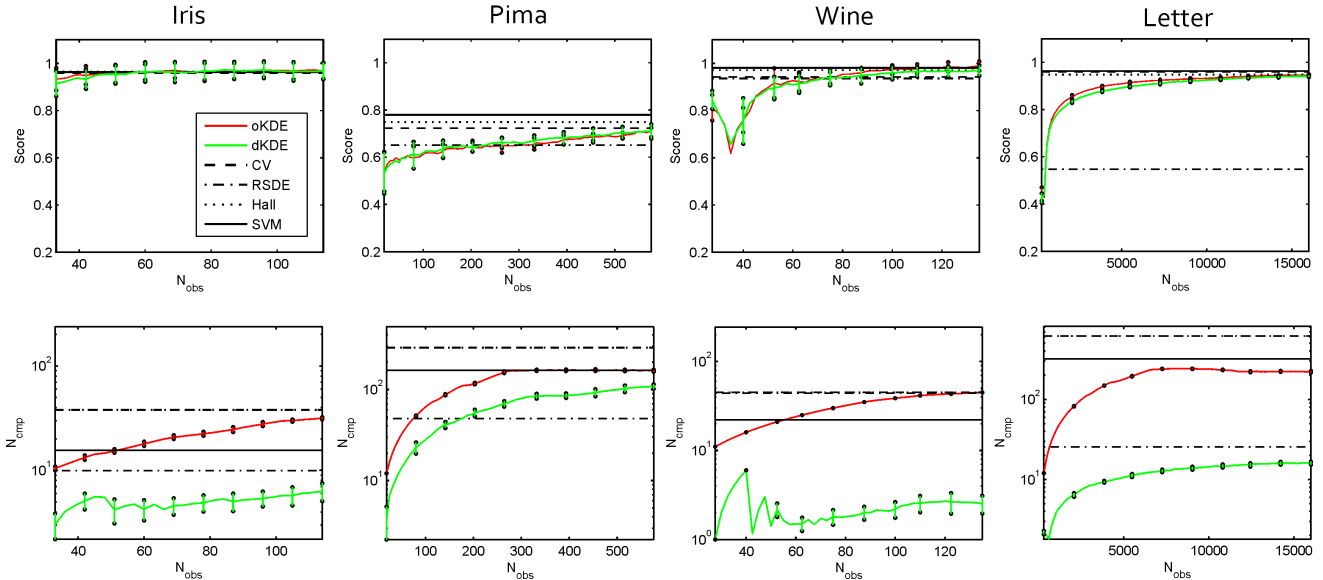 Iris Pima Wine Letter
1
0.8
0.6
0.4
0.2
Score
40 60 80 100
N_obs
oKDE
dKDE
CV
RSDE
Hall
SVM
1
0.8
0.6
0.4
0.2
Score
100 200 300 400 500
N_obs
1
0.8
0.6
0.4
0.2
Score
40 60 80 100 120
N_obs
1
0.8
0.6
0.4
0.2
Score
5000 10000 15000
N_obs
10^2
10^1
N_cmp
40 60 80 100
N_obs
10^2
10^1
N_cmp
100 200 300 400 500
N_obs
10^2
10^1
10^0
N_cmp
40 60 80 100 120
N_obs
10^2
10^1
N_cmp
5000 10000 15000
N_obs